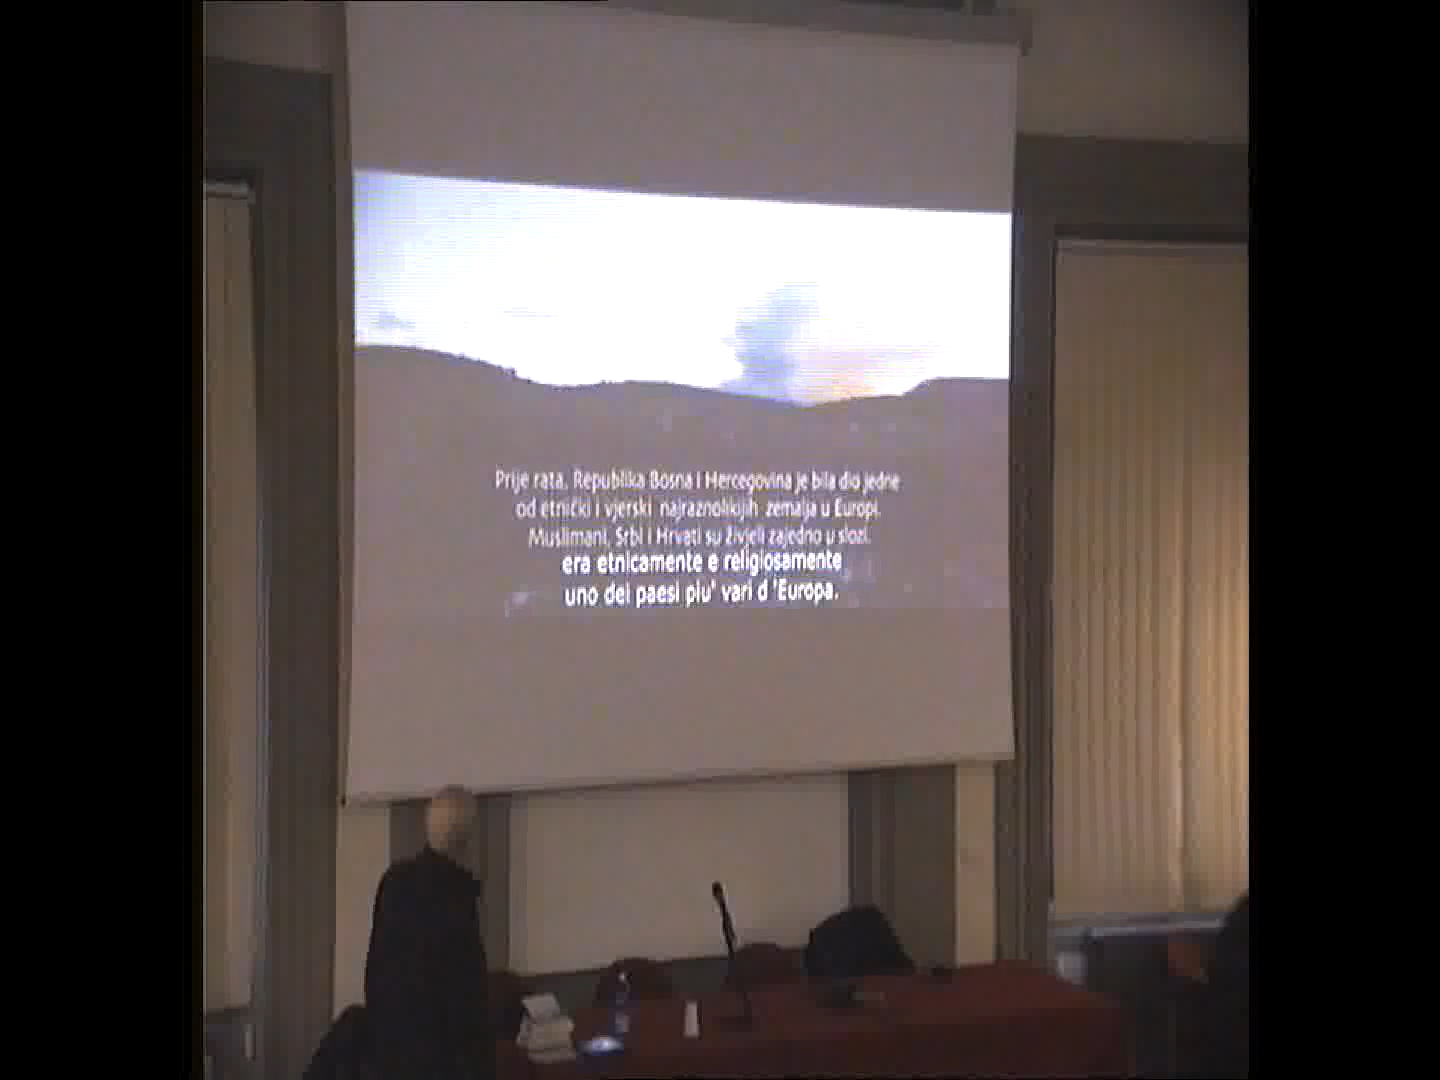 Prije rata, Republika Bosna i Hercegovina je bila dio jedne
od etnički i vjerski najraznolikijih zemalja u Europi.
Muslimani, Srbi i Hrvati su živjeli zajedno u slozi.
era etnicamente e religiosamente
uno dei paesi piu' vari d 'Europa.